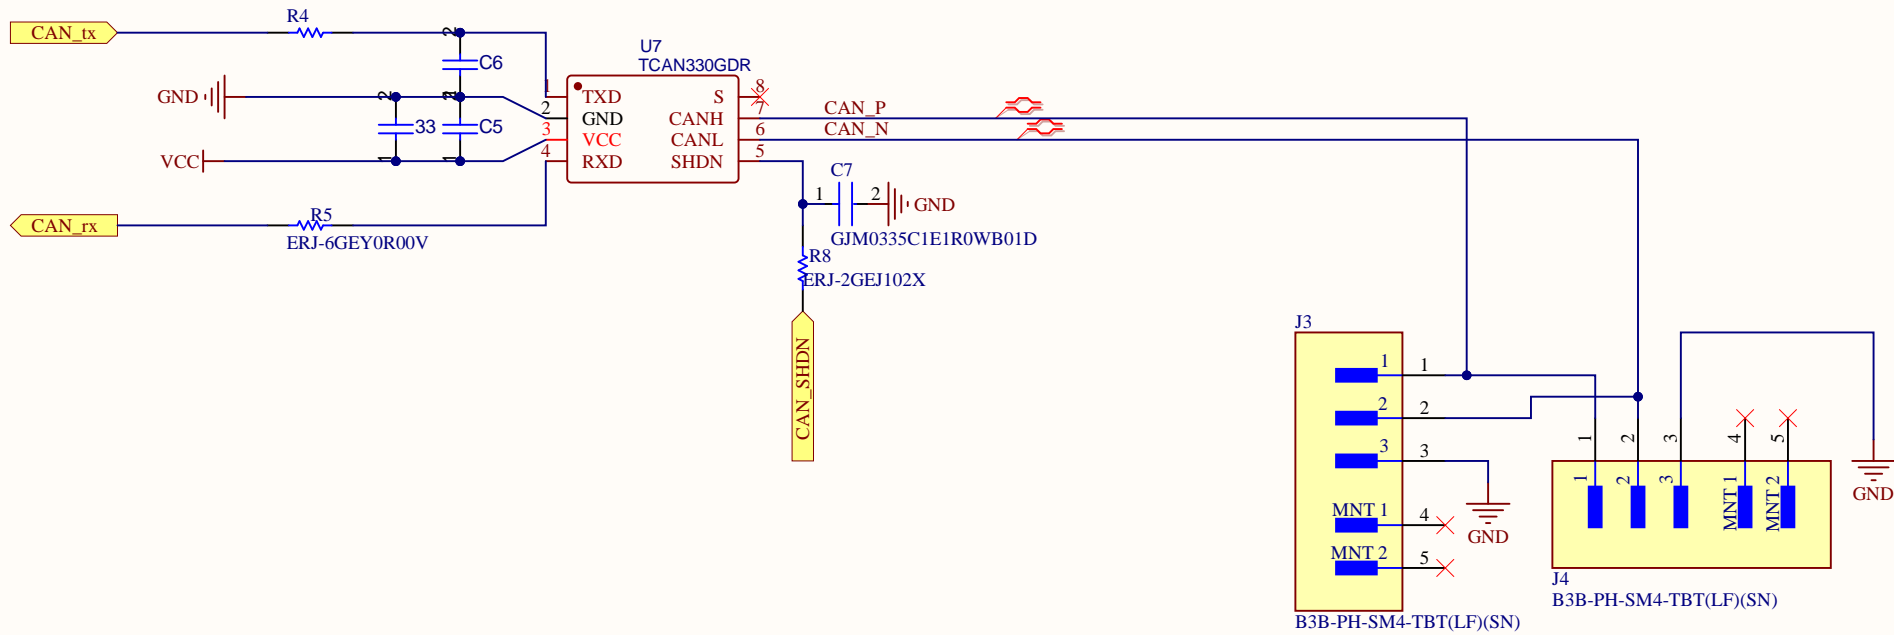 R4
CAN_tx
2
C6
U7
TCAN330GDR
GND
2
2
1
TXD
S
8
2
GND
CANH
7
CAN_P
33
C5
3
VCC
CANL
6
CAN_N
VCC
1
1
4
RXD
SHDN
5
C7
1
2
GND
CAN_rx
R5
ERJ-6GEY0R00V
GJM0335C1E1R0WB01D
R8
ERJ-2GEJ102X
CAN_SHDN
J3
1
1
2
2
3
3
MNT 1
4
MNT 2
5
GND
B3B-PH-SM4-TBT(LF)(SN)
1
2
3
4
5
1
2
3
MNT 1
MNT 2
GND
J4
B3B-PH-SM4-TBT(LF)(SN)